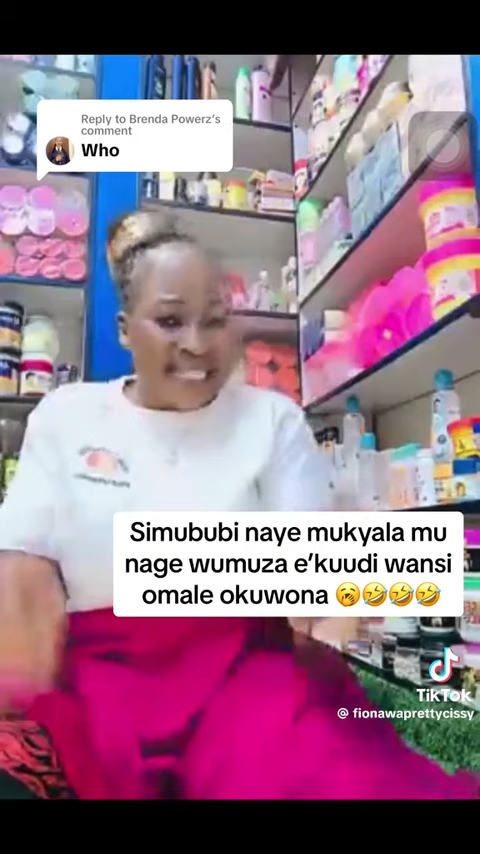 Reply to Brenda Powerz's
comment
Who
Simububi naye mukyala mu
nage wumuza e'kuudi wansi
omale okuwona 🥱🤣🤣🤣
TikTok
@ fionawaprettycissy